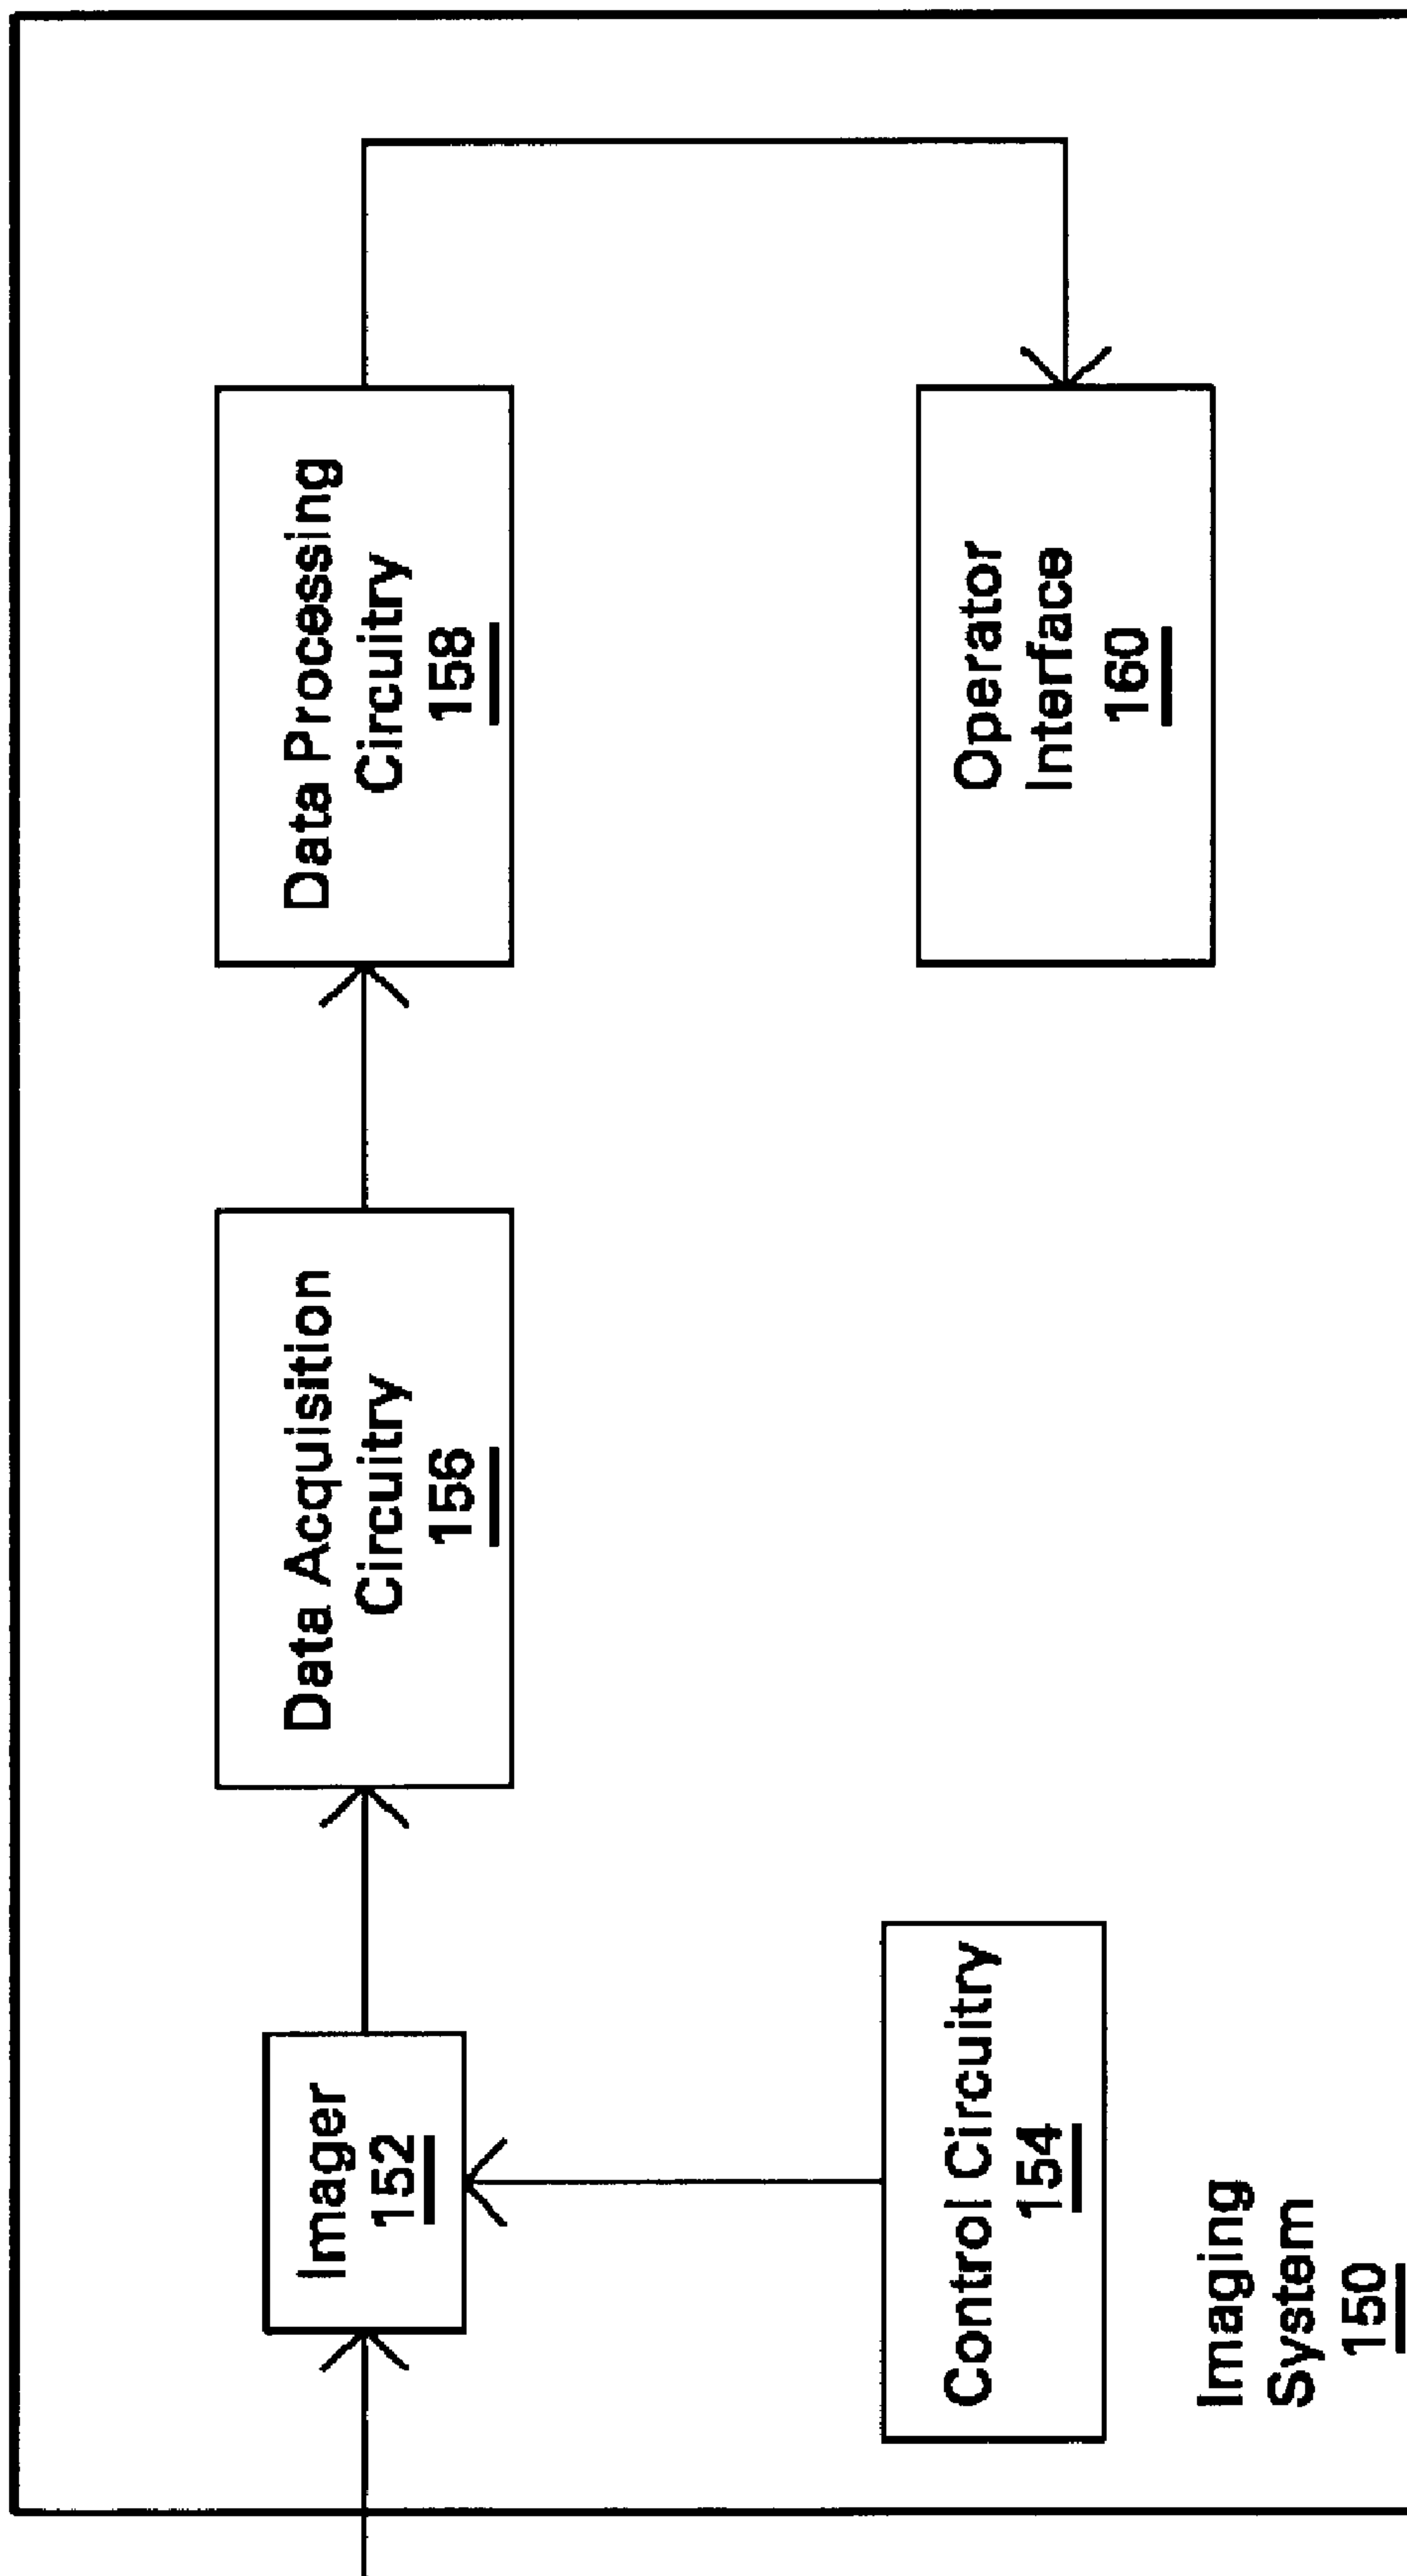 Imager
152
Data Acquisition
Circuitry
156
Data Processing
Circuitry
158
Control Circuitry
154
Operator
Interface
160
Imaging
System
150